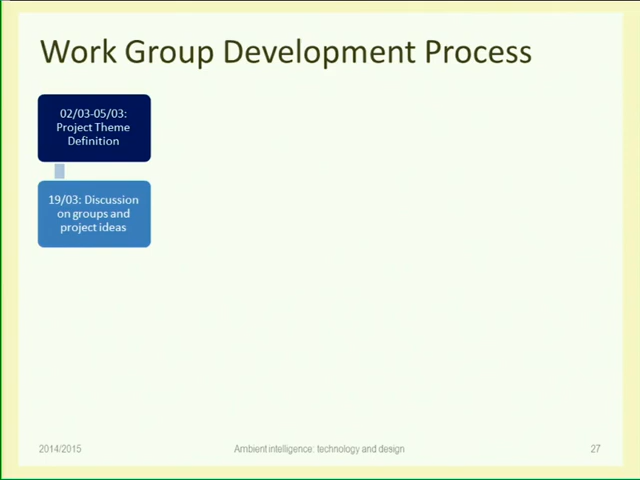 Work Group Development Process
02/03-05/03:
Project Theme
Definition
19/03: Discussion
on groups and
project ideas
2014/2015
Ambient intelligence: technology and design
27